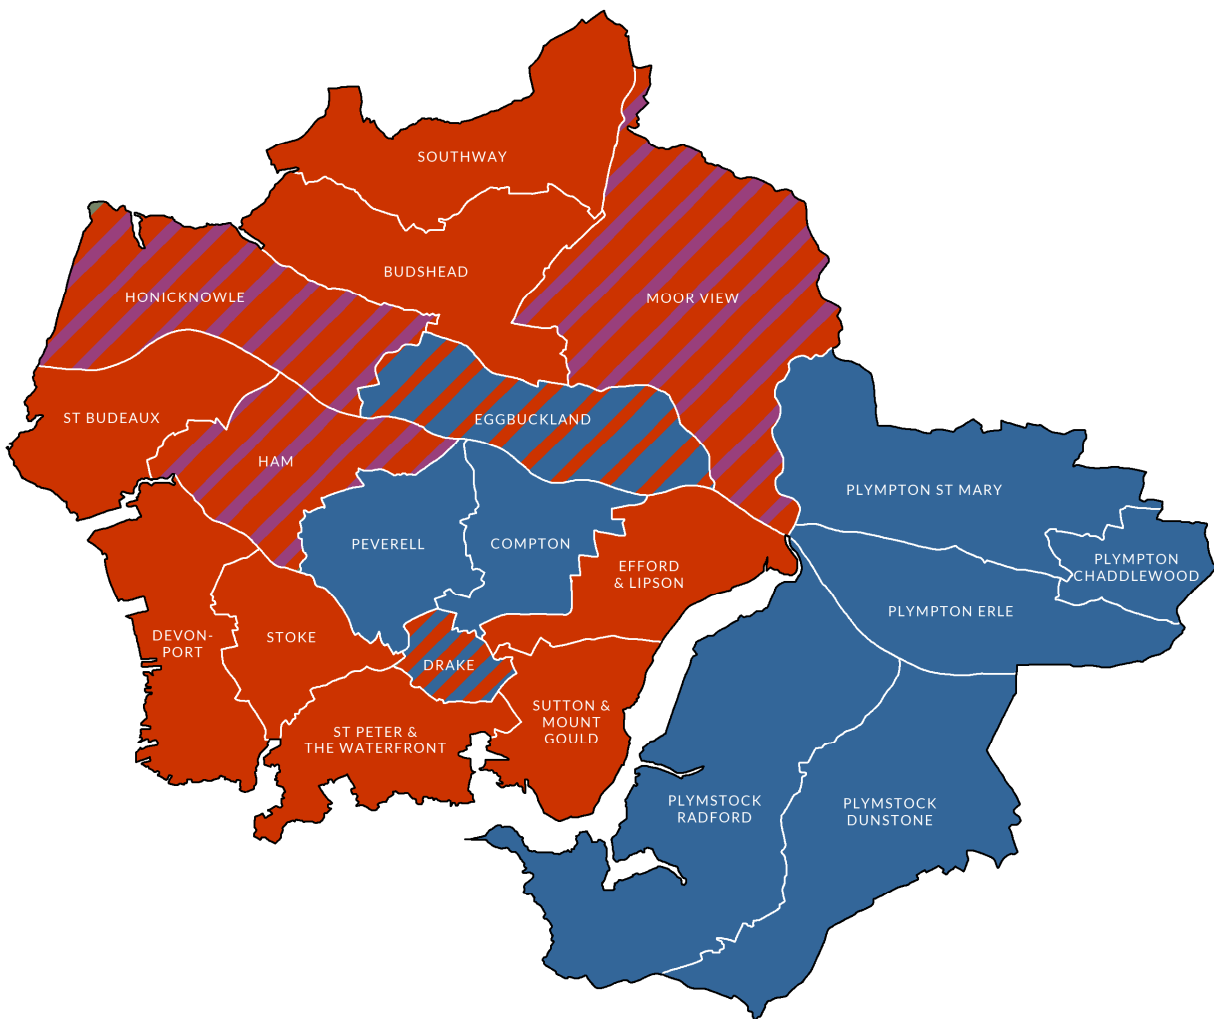 SOUTHWAY
BUDSHEAD
HONICKNOWLE
MOOR VIEW
ST BUDEAUX
EGGBUCKLAND
HAM
PLYMPTON ST MARY
PEVERELL
COMPTON
EFFORD
& LIPSON
PLYMPTON
CHADDLEWOOD
PLYMPTON ERLE
DEVON-
PORT
STOKE
DRAKE
SUTTON &
MOUNT
GOULD
ST PETER &
THE WATERFRONT
PLYMSTOCK
RADFORD
PLYMSTOCK
DUNSTONE